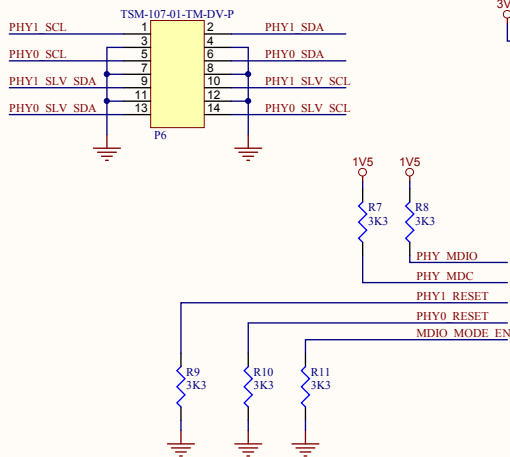 3V
TSM-107-01-TM-DV-P
PHY1_SCL 1 2 PHY1_SDA
3 4
PHY0_SCL 5 6 PHY0_SDA
7 8
PHY1_SLV_SDA 9 10 PHY1_SLV_SCL
11 12
PHY0_SLV_SDA 13 14 PHY0_SLV_SCL
P6
1V5 1V5
R7 R8
3K3 3K3
PHY_MDIO
PHY_MDC
PHY1_RESET
PHY0_RESET
MDIO_MODE_EN
R9 R10 R11
3K3 3K3 3K3